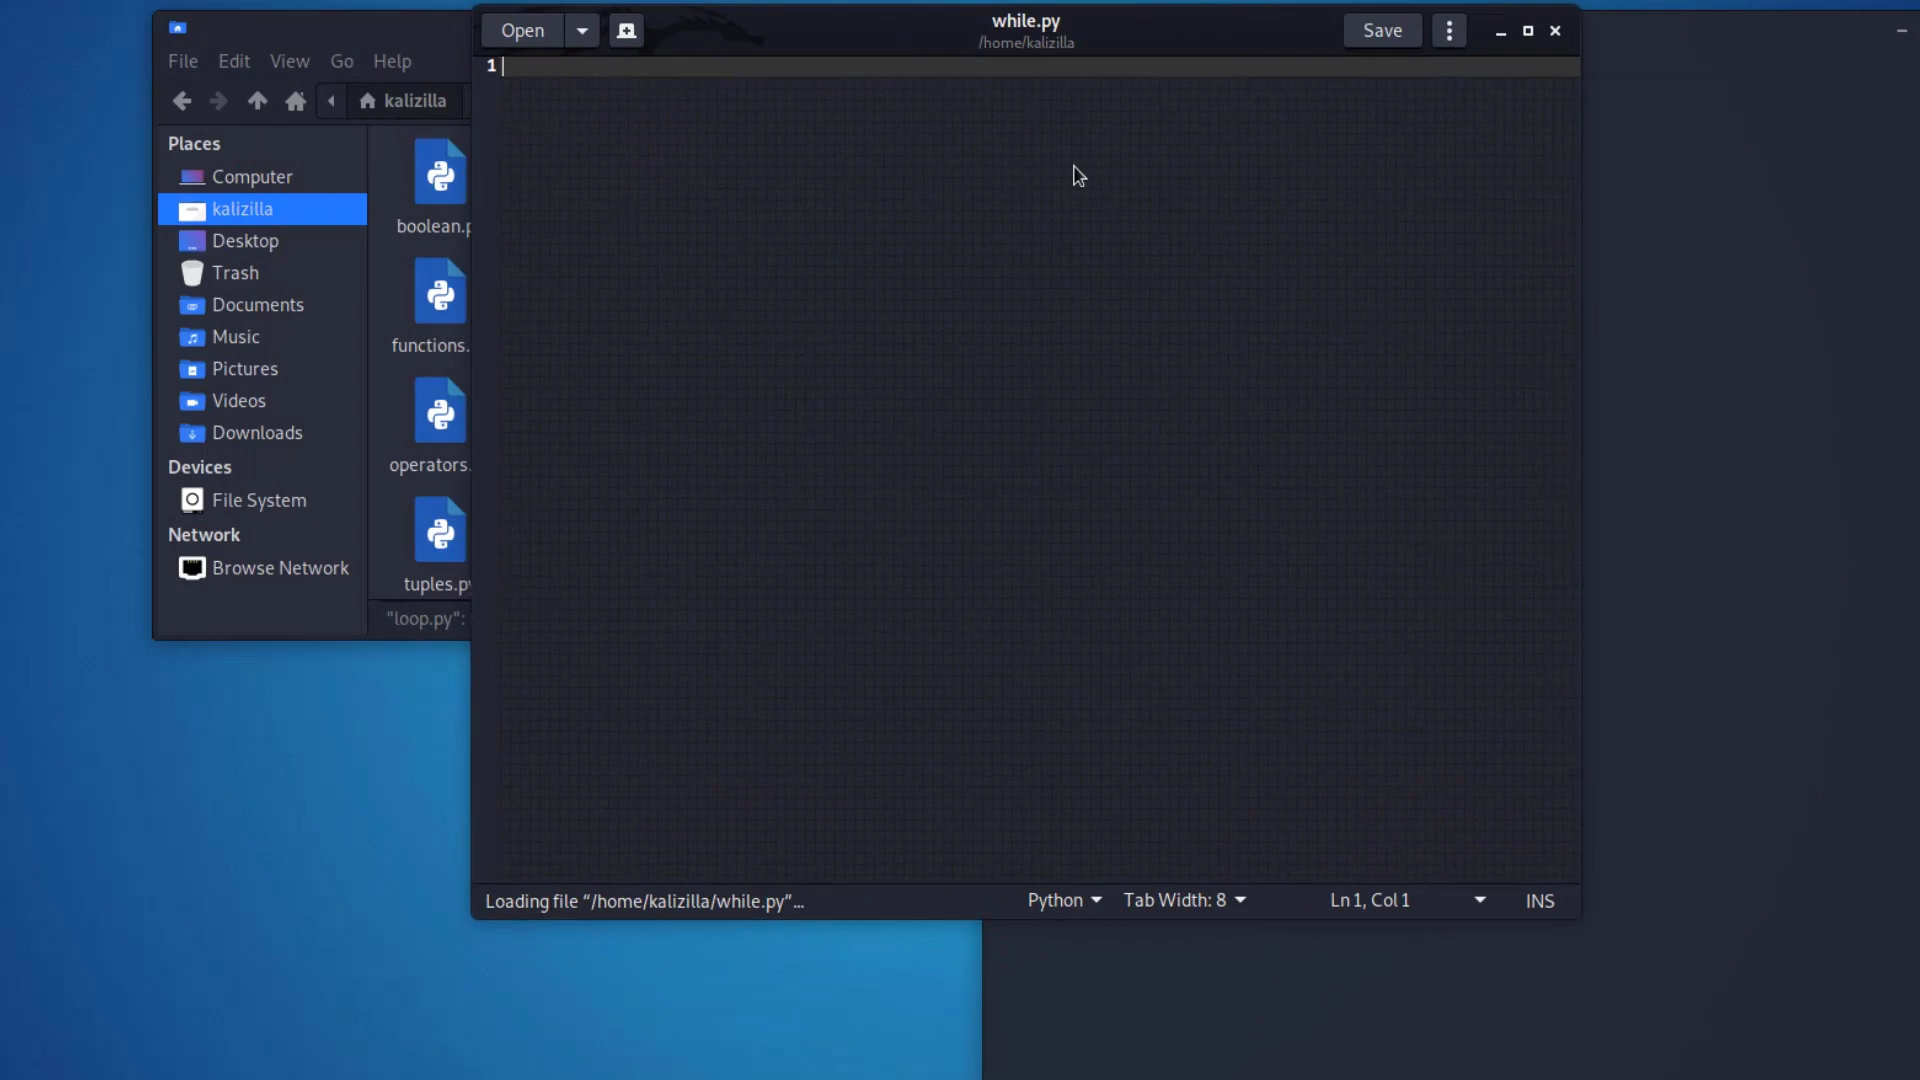 File Edit View Go Help
kalizilla
Places
Computer
kalizilla
Desktop
Trash
Documents
Music
Pictures
Videos
Downloads
Devices
File System
Network
Browse Network
boolean.p
functions.
operators.
tuples.py
"loop.py":
Open
while.py
/home/kalizilla
Save
1
Loading file “/home/kalizilla/while.py”…
Python
Tab Width: 8
Ln 1, Col 1
INS